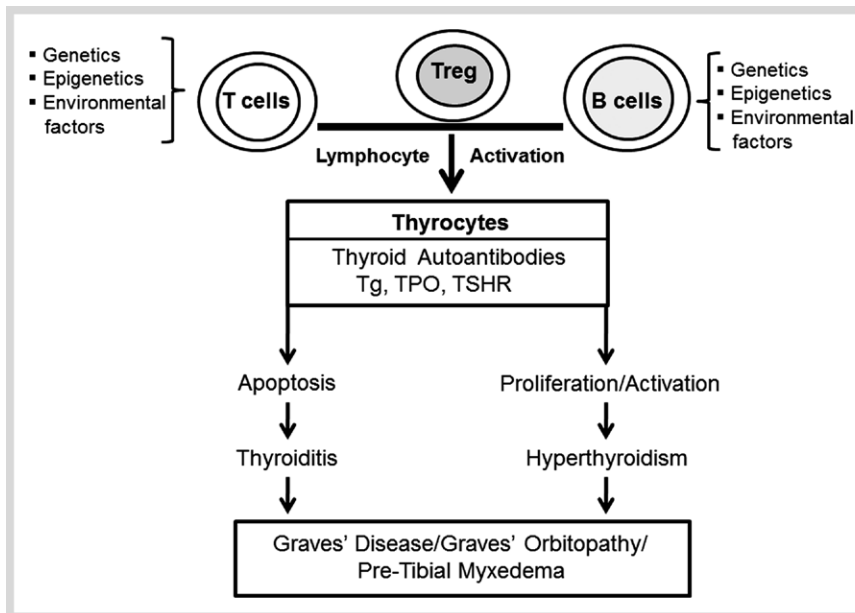 ▪ Genetics
▪ Epigenetics
▪ Environmental
factors
T cells
Treg
B cells
▪ Genetics
▪ Epigenetics
▪ Environmental
factors
Lymphocyte Activation
Thyrocytes
Thyroid Autoantibodies
Tg, TPO, TSHR
Apoptosis
Proliferation/Activation
Thyroiditis
Hyperthyroidism
Graves' Disease/Graves' Orbitopathy/
Pre-Tibial Myxedema